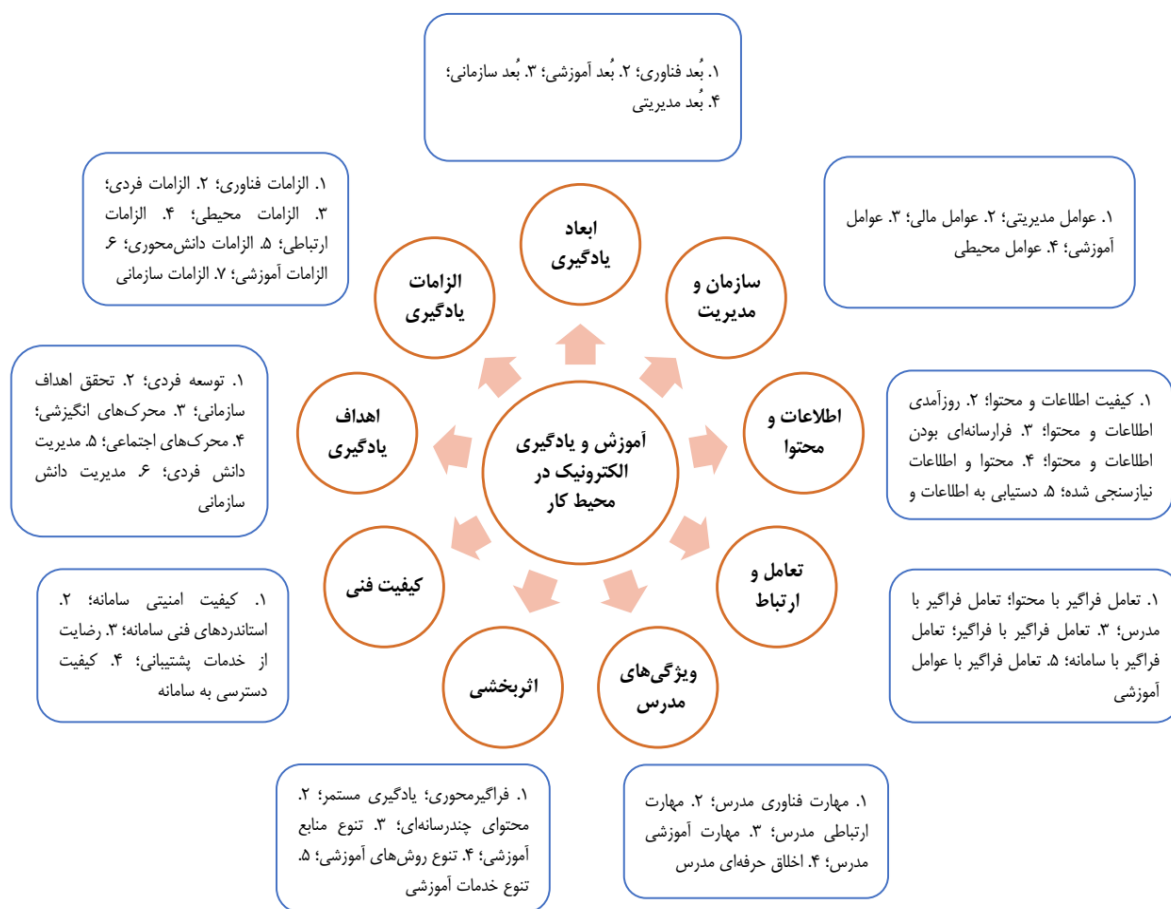 ۱. بُعد فناوری؛ ۲. بُعد آموزشی؛ ۳. بُعد سازمانی؛
۴. بُعد مدیریتی
ابعاد
یادگیری
۱. عوامل مدیریتی؛ ۲. عوامل مالی؛ ۳. عوامل
آموزشی؛ ۴. عوامل محیطی
سازمان و
مدیریت
۱. کیفیت اطلاعات و محتوا؛ ۲. روزآمدی
اطلاعات و محتوا؛ ۳. فرارسانه‌ای بودن
اطلاعات و محتوا؛ ۴. محتوا و اطلاعات
نیازسنجی شده؛ ۵. دستیابی به اطلاعات و
اطلاعات و
محتوا
۱. تعامل فراگیر با محتوا؛ تعامل فراگیر با
مدرس؛ ۳. تعامل فراگیر با فراگیر؛ تعامل
فراگیر با سامانه؛ ۵. تعامل فراگیر با عوامل
آموزشی
تعامل و
ارتباط
۱. مهارت فناوری مدرس؛ ۲. مهارت
ارتباطی مدرس؛ ۳. مهارت آموزشی
مدرس؛ ۴. اخلاق حرفه‌ای مدرس
ویژگی‌های
مدرس
۱. فراگیرمحوری؛ یادگیری مستمر؛ ۲.
محتوای چندرسانه‌ای؛ ۳. تنوع منابع
آموزشی؛ ۴. تنوع روش‌های آموزشی؛ ۵.
تنوع خدمات آموزشی
اثربخشی
۱. کیفیت امنیتی سامانه؛ ۲.
استاندردهای فنی سامانه؛ ۳. رضایت
از خدمات پشتیبانی؛ ۴. کیفیت
دسترسی به سامانه
کیفیت فنی
۱. توسعه فردی؛ ۲. تحقق اهداف
سازمانی؛ ۳. محرک‌های انگیزشی؛
۴. محرک‌های اجتماعی؛ ۵. مدیریت
دانش فردی؛ ۶. مدیریت دانش
سازمانی
اهداف
یادگیری
۱. الزامات فناوری؛ ۲. الزامات فردی؛
۳. الزامات محیطی؛ ۴. الزامات
ارتباطی؛ ۵. الزامات دانش‌محوری؛ ۶.
الزامات آموزشی؛ ۷. الزامات سازمانی
الزامات
یادگیری
آموزش و یادگیری
الکترونیک در
محیط کار